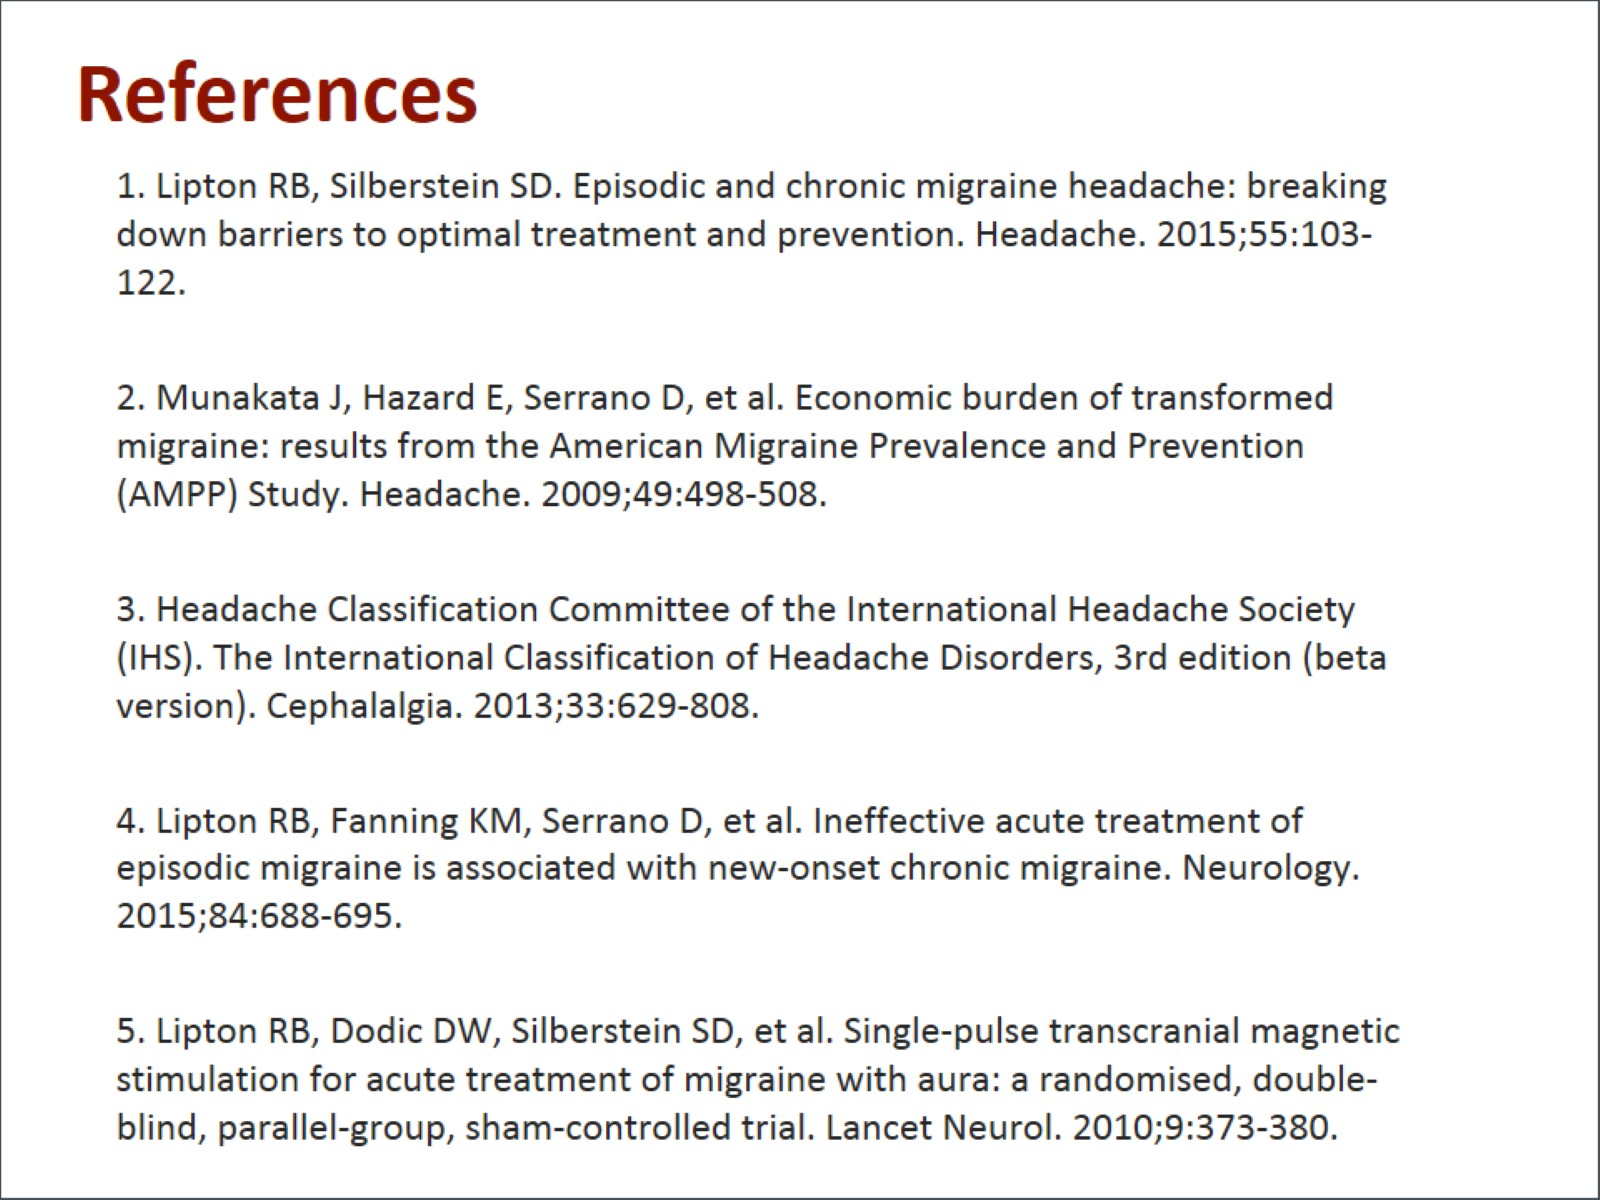 References
1. Lipton RB, Silberstein SD. Episodic and chronic migraine headache: breaking
down barriers to optimal treatment and prevention. Headache. 2015;55:103-
122.
2. Munakata J, Hazard E, Serrano D, et al. Economic burden of transformed
migraine: results from the American Migraine Prevalence and Prevention
(AMPP) Study. Headache. 2009;49:498-508.
3. Headache Classification Committee of the International Headache Society
(IHS). The International Classification of Headache Disorders, 3rd edition (beta
version). Cephalalgia. 2013;33:629-808.
4. Lipton RB, Fanning KM, Serrano D, et al. Ineffective acute treatment of
episodic migraine is associated with new-onset chronic migraine. Neurology.
2015;84:688-695.
5. Lipton RB, Dodic DW, Silberstein SD, et al. Single-pulse transcranial magnetic
stimulation for acute treatment of migraine with aura: a randomised, double-
blind, parallel-group, sham-controlled trial. Lancet Neurol. 2010;9:373-380.